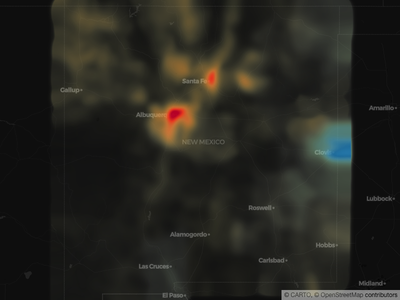 Santa Fe
Gallup
Amarillo
NEW MEXICO
Lubbock
Roswell
Alamogordo
Hobbs
Carlsbad
Las Cruces
Midland
El Paso
© CARTO, © OpenStreetMap contributors